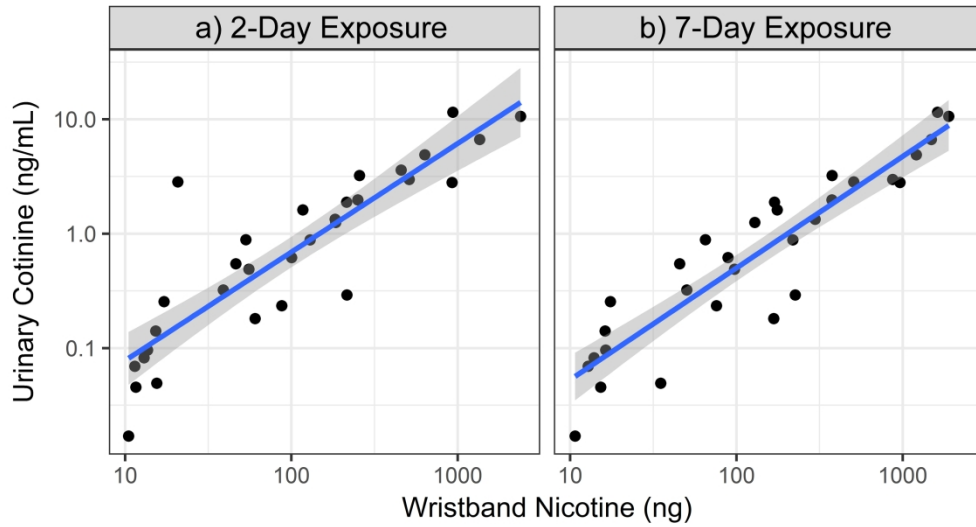 a) 2-Day Exposure
b) 7-Day Exposure
Urinary Cotinine (ng/mL)
10.0
1.0
0.1
10 100 1000
10 100 1000
Wristband Nicotine (ng)